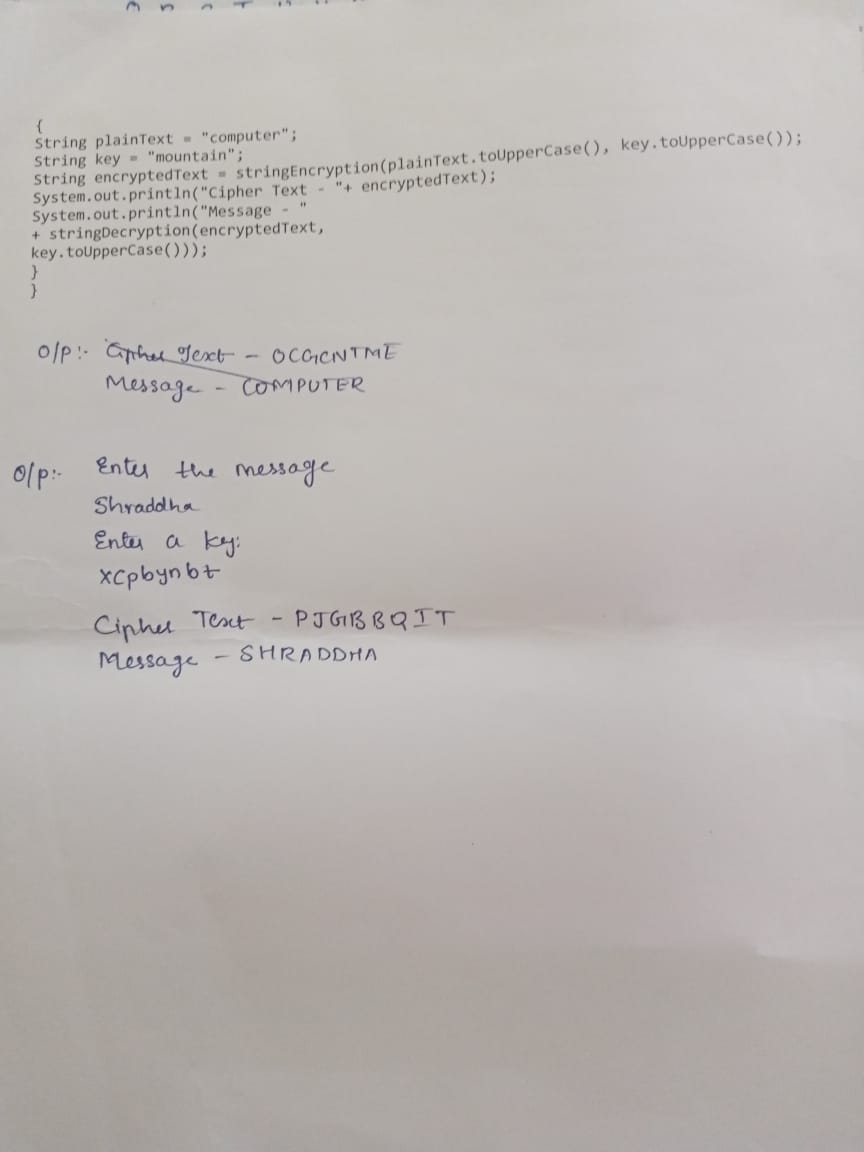 {
String plainText = "computer";
String key = "mountain";
String encryptedText = stringEncryption(plainText.toUpperCase(), key.toUpperCase());
System.out.println("Cipher Text - "+ encryptedText);
System.out.println("Message - "
+ stringDecryption(encryptedText,
key.toUpperCase()));
}
}
O/P:- Cipher Text - OCGCNTME
Message - COMPUTER
O/p:- Enter the message
Shraddha
Enter a key:
xcpbynbt
Cipher Text - PJGBBQIT
Message - SHRADDHA